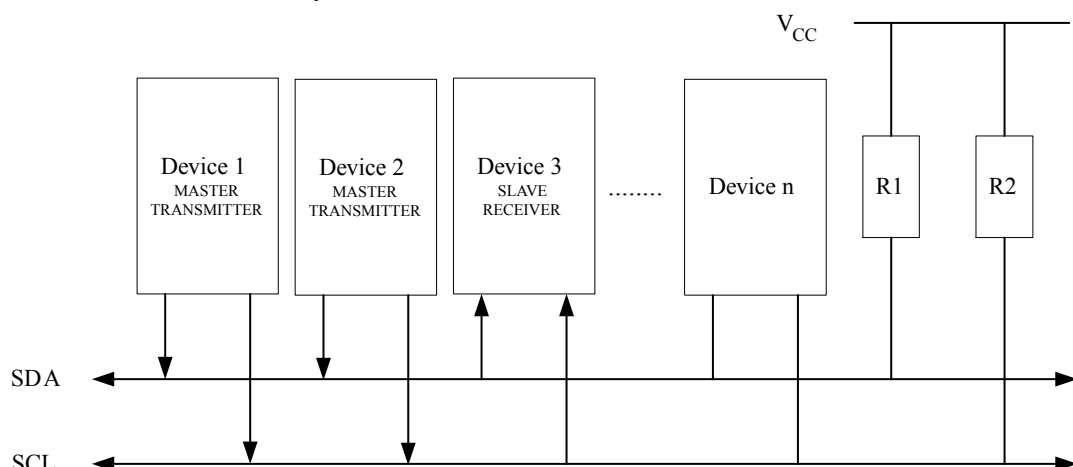 VCC
Device 1
MASTER
TRANSMITTER
Device 2
MASTER
TRANSMITTER
Device 3
SLAVE
RECEIVER
........
Device n
R1
R2
SDA
SCL